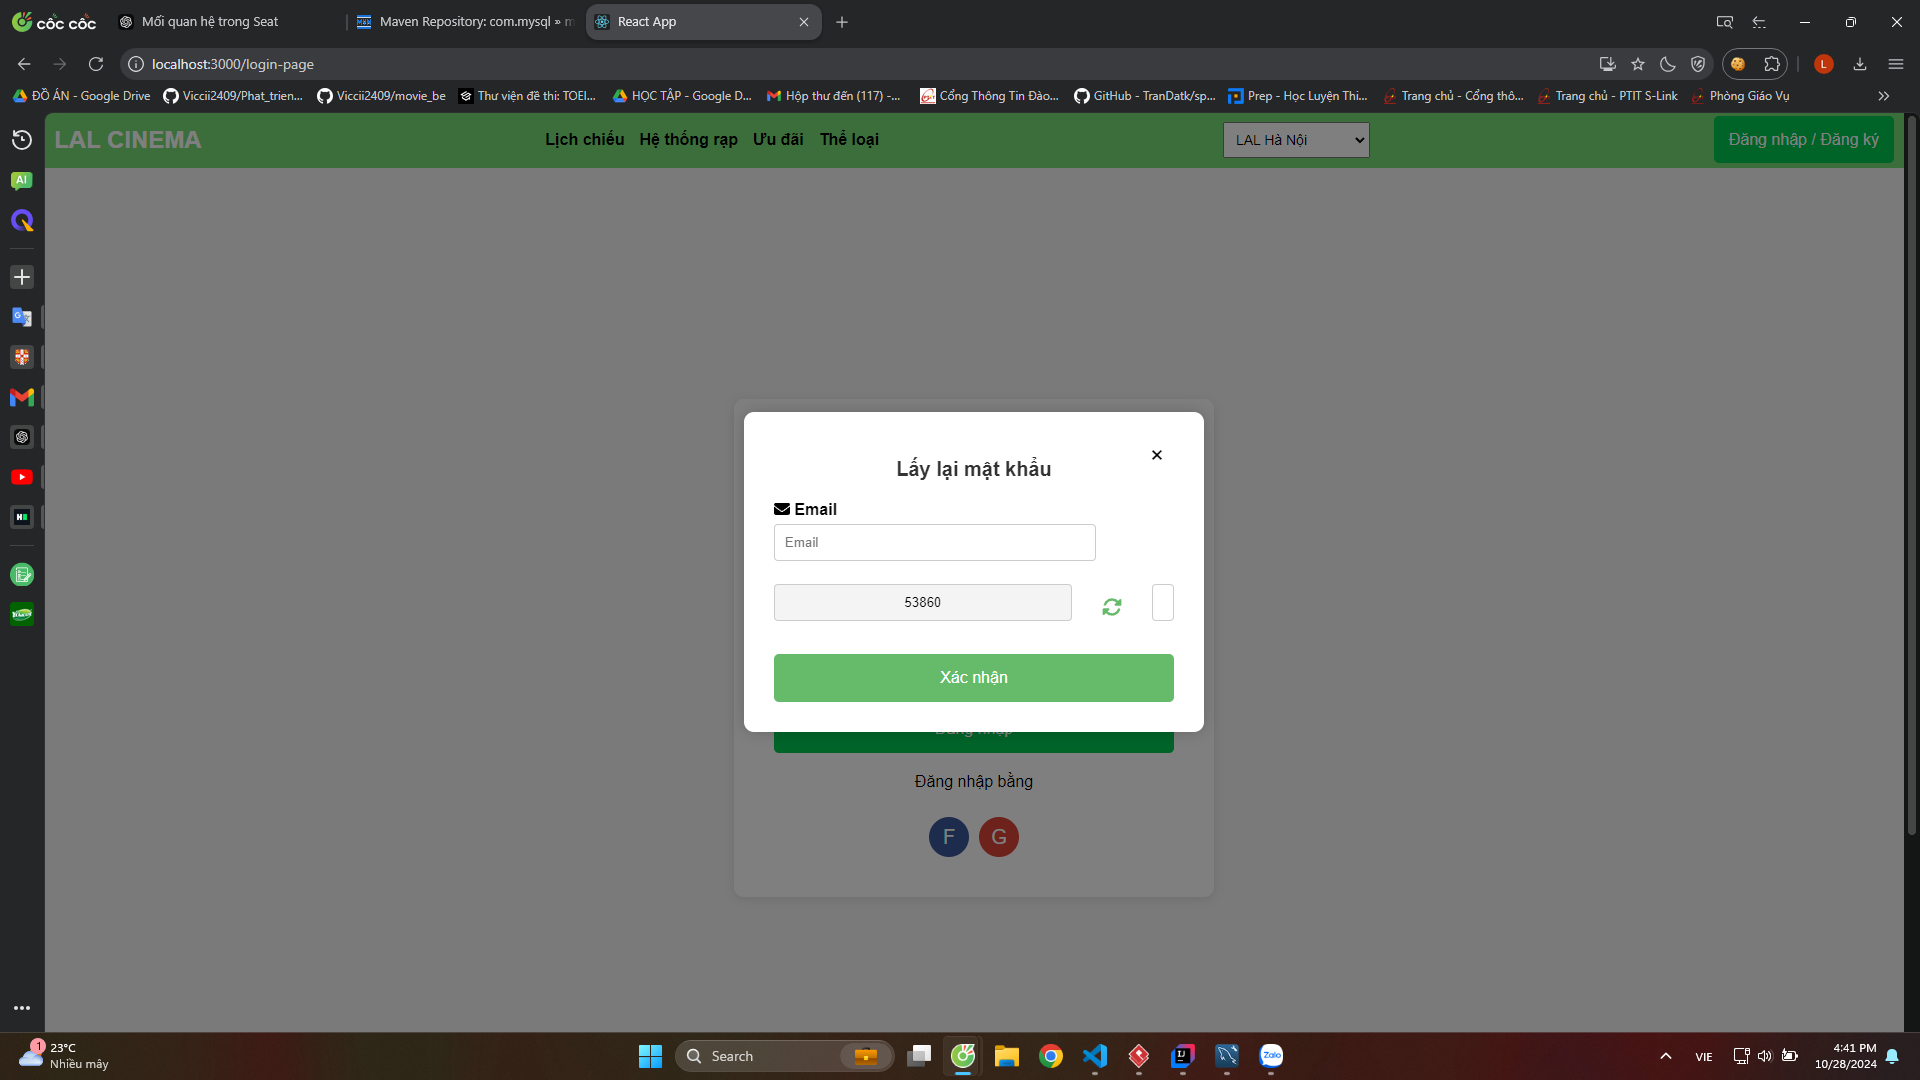 cốc cốc
Mối quan hệ trong Seat
Maven Repository: com.mysql » m
React App
localhost:3000/login-page
L
ĐỒ ÁN - Google Drive
Viccii2409/Phat_trien...
Viccii2409/movie_be
Thư viện đề thi: TOEI...
HỌC TẬP - Google D...
Hộp thư đến (117) -...
Cổng Thông Tin Đào...
GitHub - TranDatk/sp...
Prep - Học Luyện Thi...
Trang chủ - Cổng thô...
Trang chủ - PTIT S-Link
Phòng Giáo Vụ
AI
LAL CINEMA
Lịch chiếu
Hệ thống rạp
Ưu đãi
Thể loại
LAL Hà Nội
Đăng nhập / Đăng ký
Lấy lại mật khẩu
Email
Email
53860
Xác nhận
Đăng nhập
Đăng nhập bằng
F
G
1
23°C
Nhiều mây
Search
Zalo
VIE
4:41 PM
10/28/2024